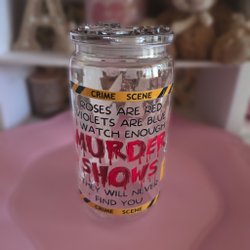 CRIME SCENE
ROSES ARE RED
VIOLETS ARE BLUE
I WATCH ENOUGH
MURDER
SHOWS
THEY WILL NEVER
FIND YOU
CRIME SCENE